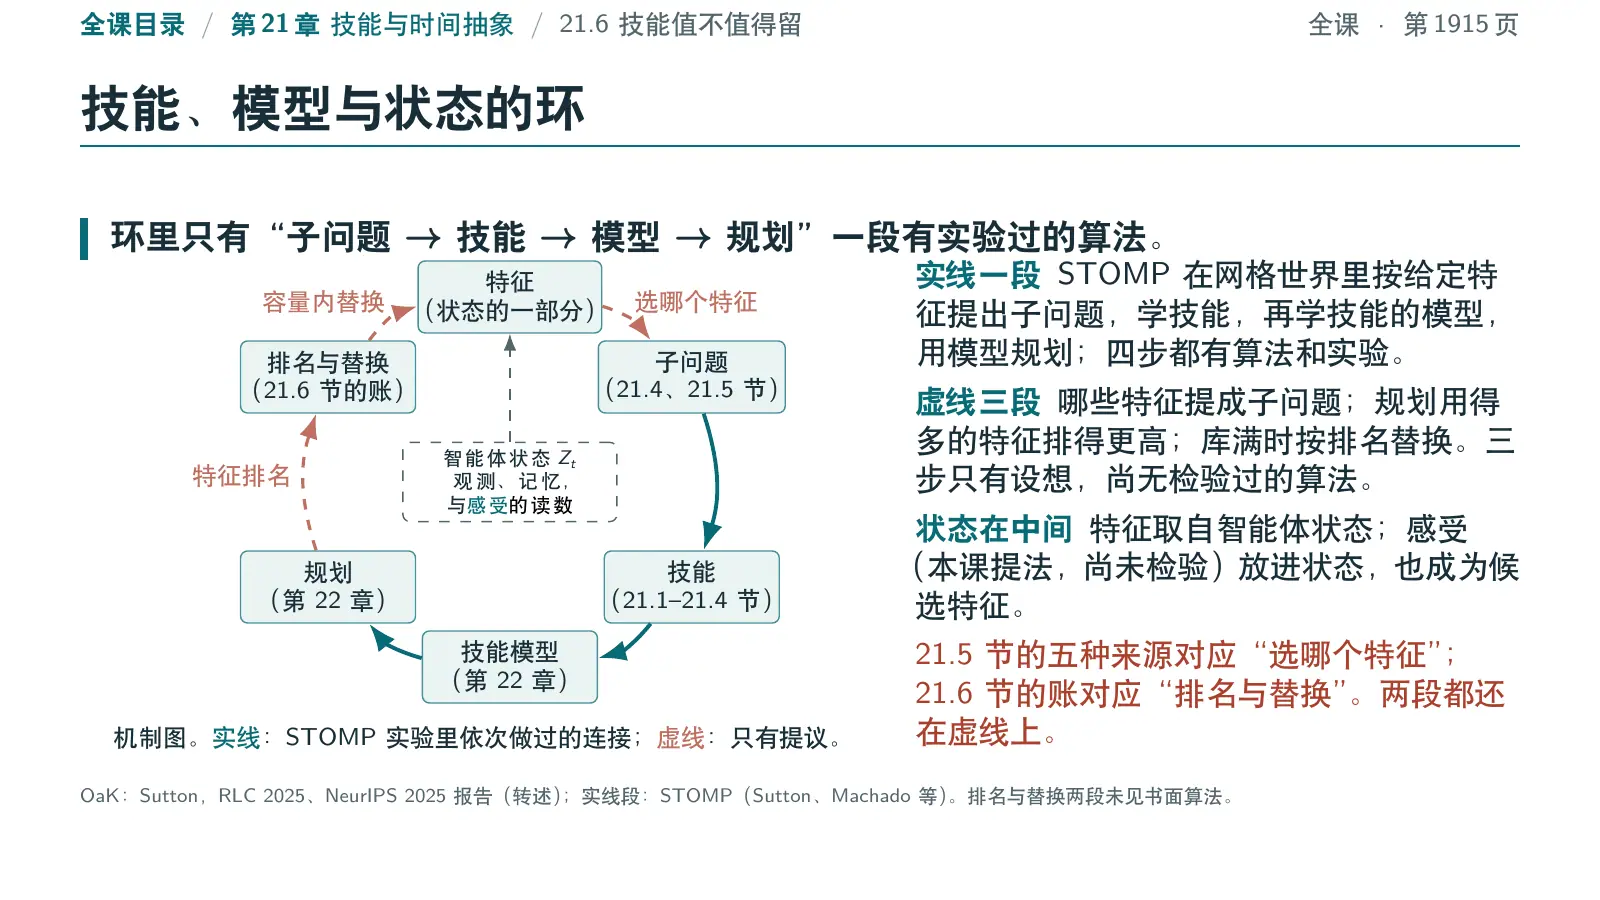 全课目录 / 第 21 章 技能与时间抽象 / 21.6 技能值不值得留
全课 · 第 1915 页
技能、模型与状态的环
环里只有“子问题 → 技能 → 模型 → 规划”一段有实验过的算法。
特征
(状态的一部分)
容量内替换
选哪个特征
排名与替换
(21.6 节的账)
子问题
(21.4、21.5 节)
智能体状态 Zt
观测、记忆,
与感受的读数
特征排名
规划
(第 22 章)
技能
(21.1–21.4 节)
技能模型
(第 22 章)
机制图。实线：STOMP 实验里依次做过的连接；虚线：只有提议。
实线一段 STOMP 在网格世界里按给定特
征提出子问题，学技能，再学技能的模型，
用模型规划；四步都有算法和实验。
虚线三段 哪些特征提成子问题；规划用得
多的特征排得更高；库满时按排名替换。三
步只有设想，尚无检验过的算法。
状态在中间 特征取自智能体状态；感受
（本课提法，尚未检验）放进状态，也成为候
选特征。
21.5 节的五种来源对应“选哪个特征”；
21.6 节的账对应“排名与替换”。两段都还
在虚线上。
OaK：Sutton，RLC 2025、NeurIPS 2025 报告（转述）；实线段：STOMP（Sutton、Machado 等）。排名与替换两段未见书面算法。